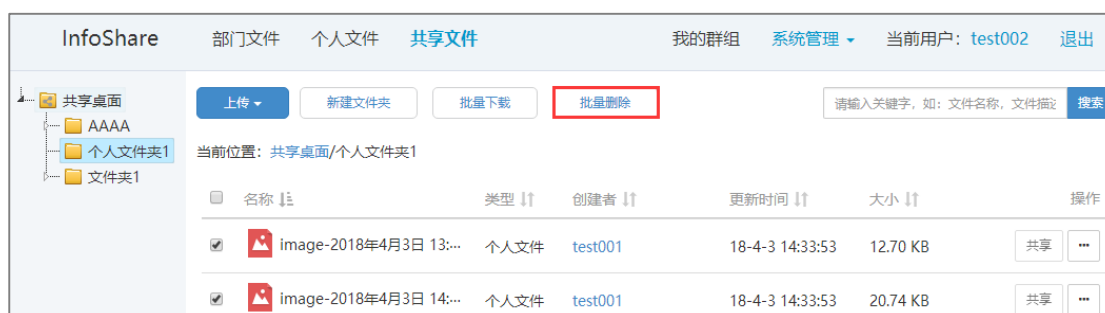 InfoShare 部门文件 个人文件 共享文件 我的群组 系统管理 当前用户：test002 退出
共享桌面 上传 新建文件夹 批量下载 批量删除 请输入关键字，如：文件名称，文件描述 搜索
AAAA
个人文件夹1 当前位置：共享桌面/个人文件夹1
文件夹1
名称 类型 创建者 更新时间 大小 操作
image-2018年4月3日 13:··· 个人文件 test001 18-4-3 14:33:53 12.70 KB 共享 ···
image-2018年4月3日 14:··· 个人文件 test001 18-4-3 14:33:53 20.74 KB 共享 ···